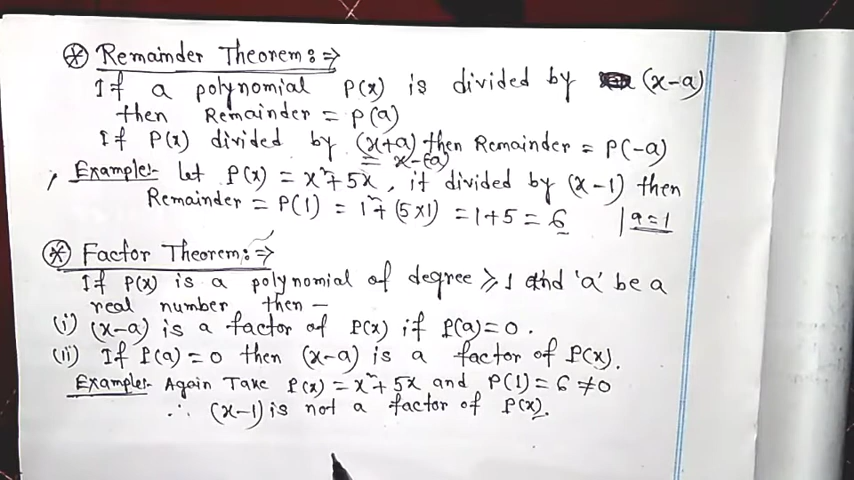 ⊛ Remainder Theorem:⇒
If a polynomial P(x) is divided by (x-a)
then Remainder = P(a)
If P(x) divided by (x+a) then Remainder = P(-a)
= x-(-a)
Example:- Let P(x) = x²+5x, it divided by (x-1) then
Remainder = P(1) = 1²+(5×1) = 1+5 = 6 | a=1
⊛ Factor Theorem:⇒
If P(x) is a polynomial of degree ≥ 1 and 'a' be a
real number then —
(i) (x-a) is a factor of P(x) if P(a)=0.
(ii) If P(a)=0 then (x-a) is a factor of P(x).
Example:- Again Take P(x) = x²+5x and P(1)=6≠0
∴ (x-1) is not a factor of P(x).